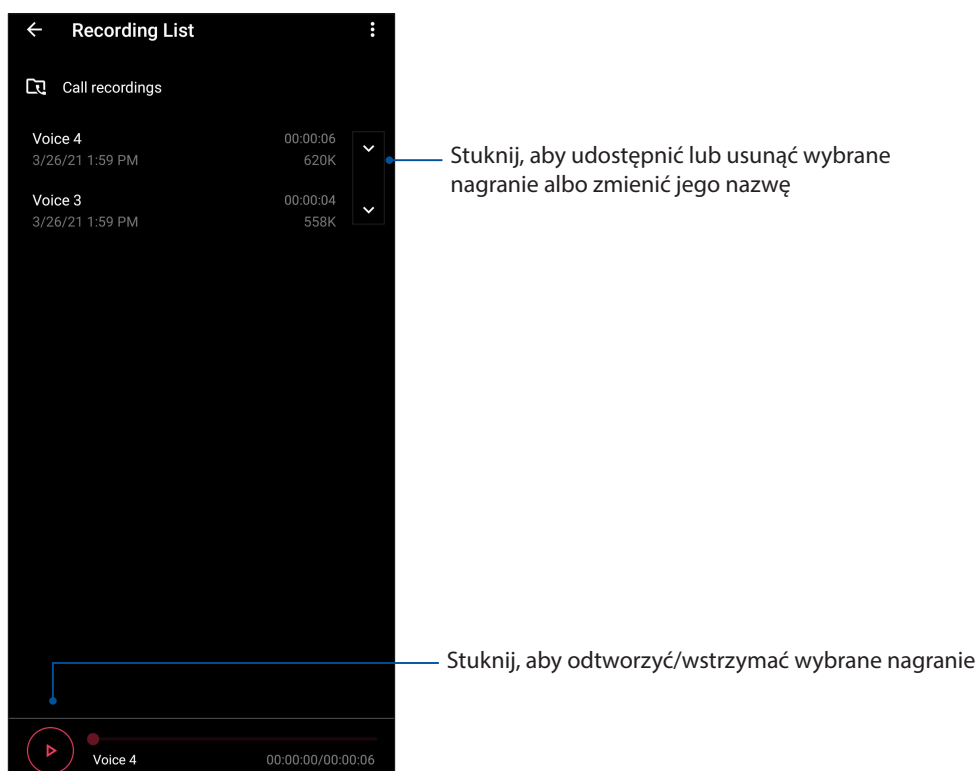 Recording List
Call recordings
Voice 4 00:00:06
3/26/21 1:59 PM 620K
Stuknij, aby udostępnić lub usunąć wybrane
nagranie albo zmienić jego nazwę
Voice 3 00:00:04
3/26/21 1:59 PM 558K
Stuknij, aby odtworzyć/wstrzymać wybrane nagranie
Voice 4 00:00:00/00:00:06